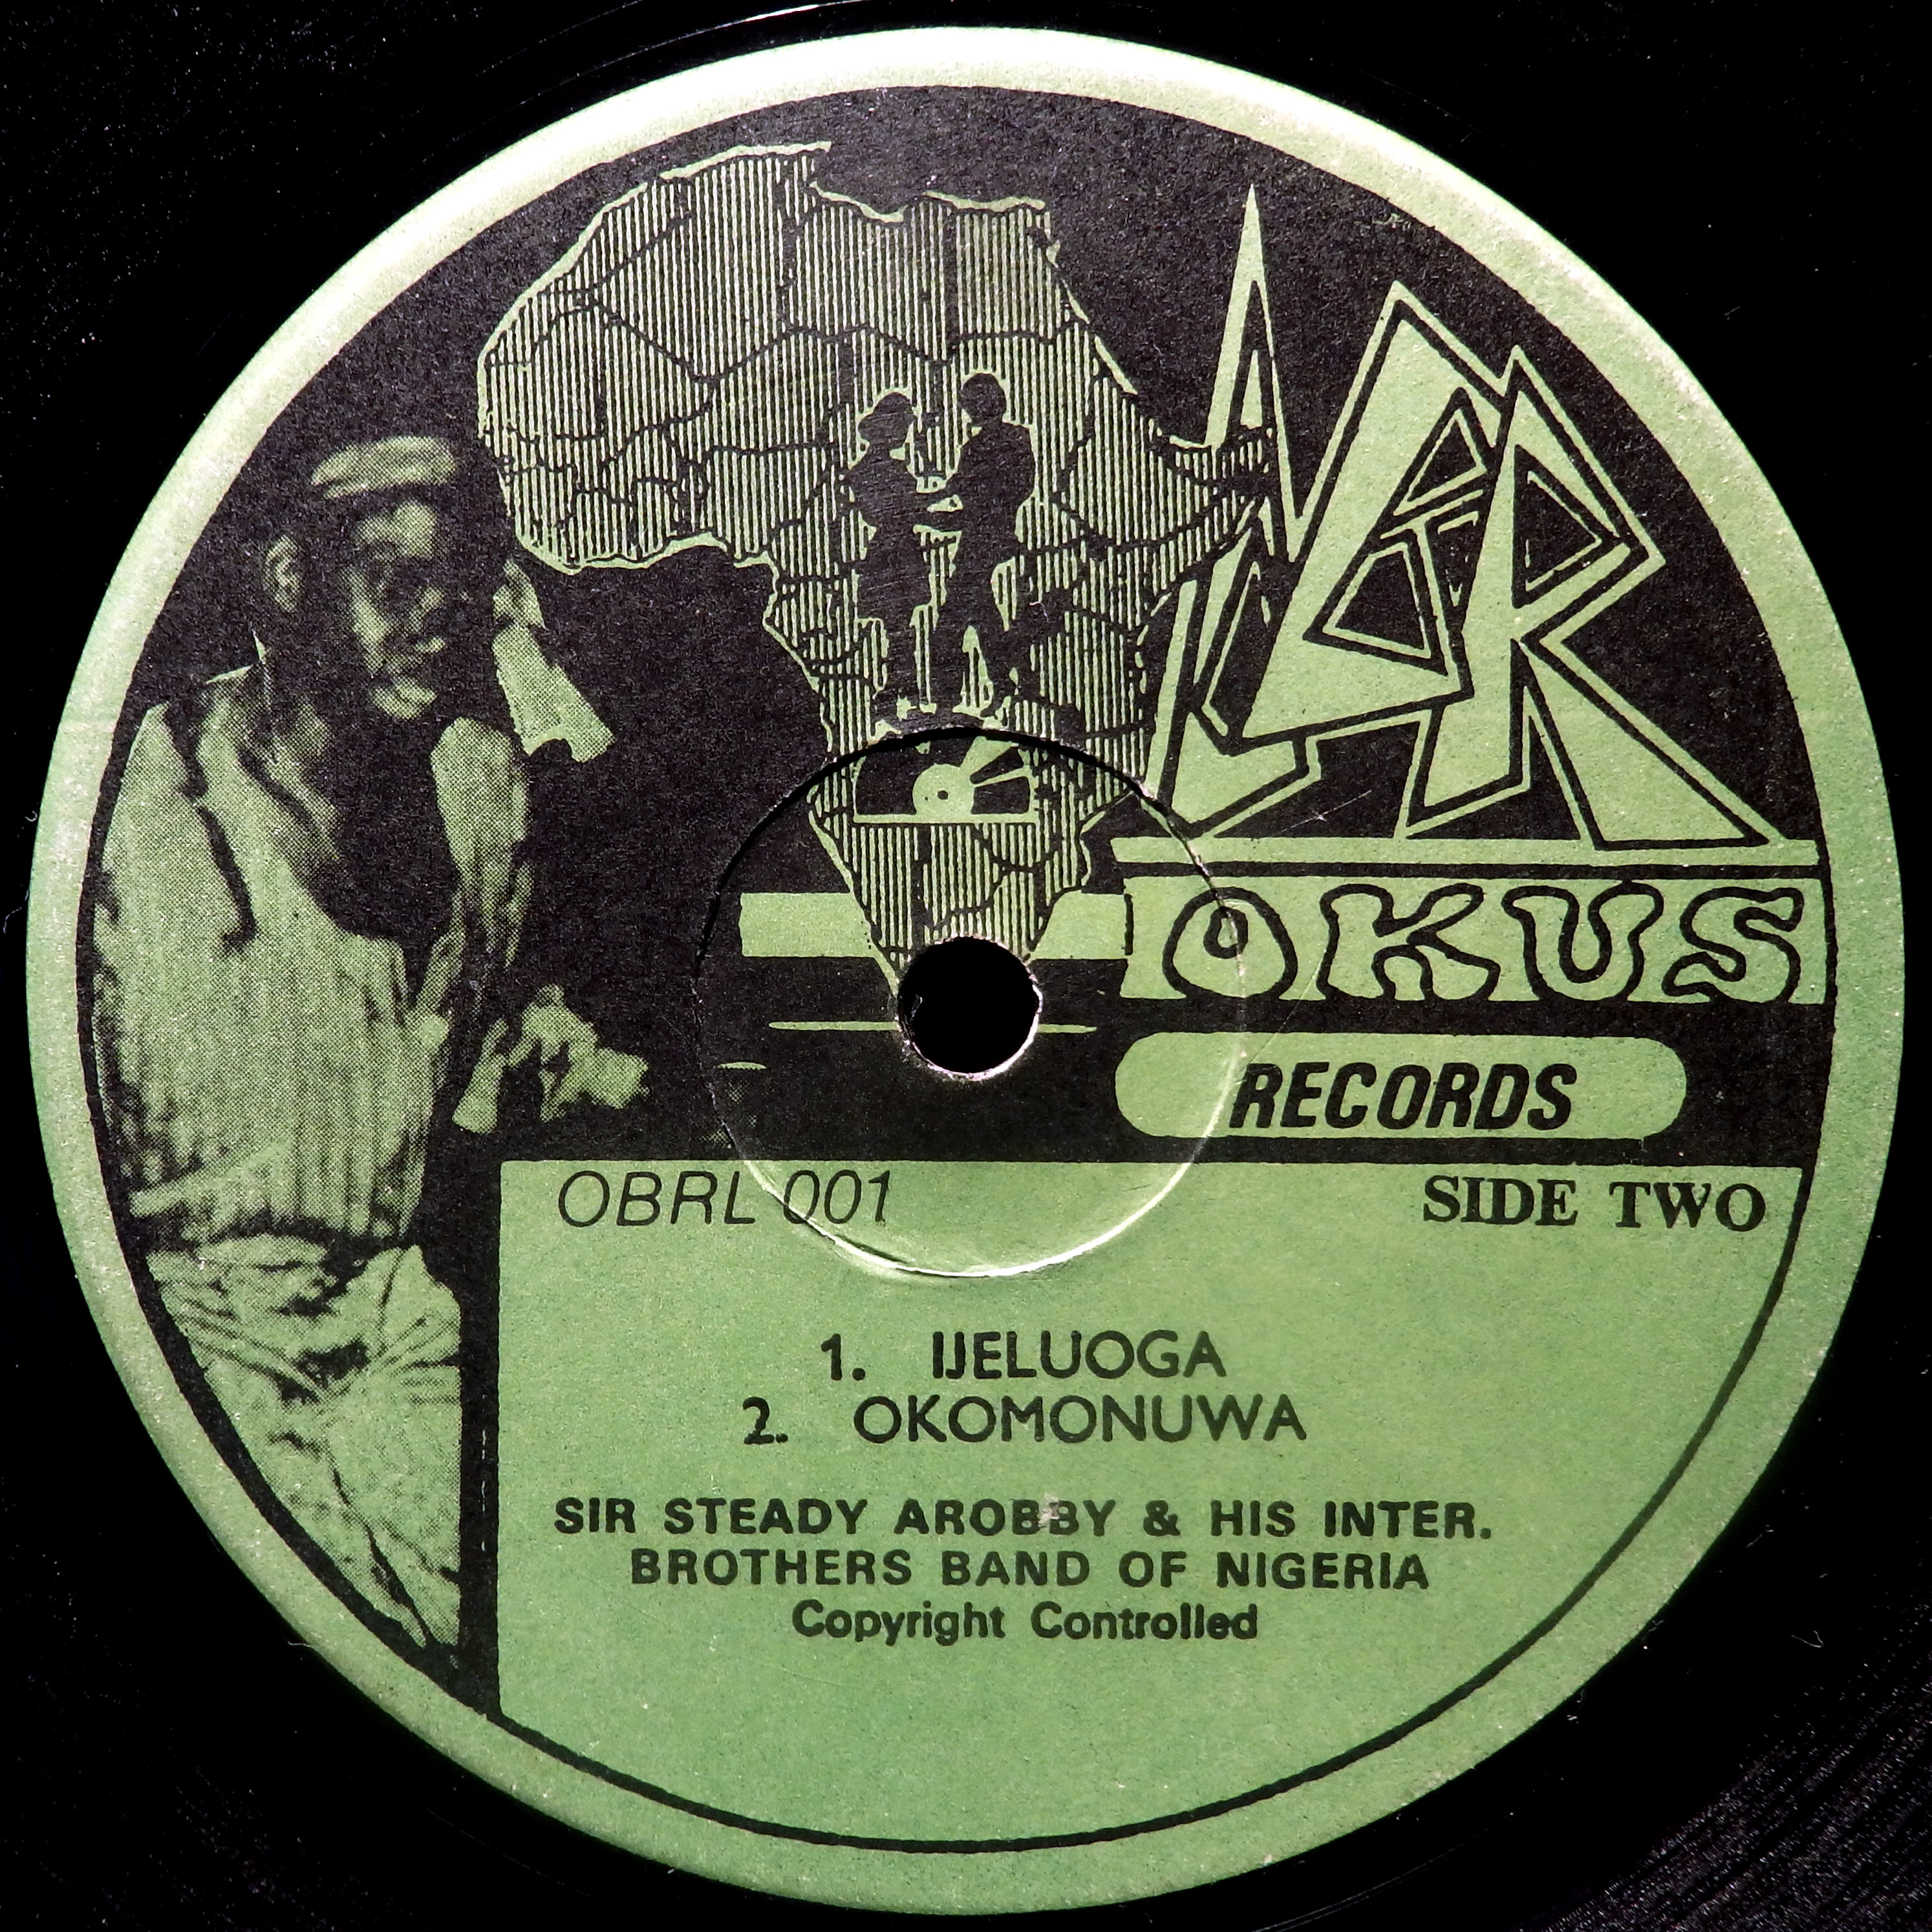 OKUS
RECORDS
OBRL 001
SIDE TWO
1. IJELUOGA
2. OKOMONUWA
SIR STEADY AROBBY & HIS INTER.
BROTHERS BAND OF NIGERIA
Copyright Controlled